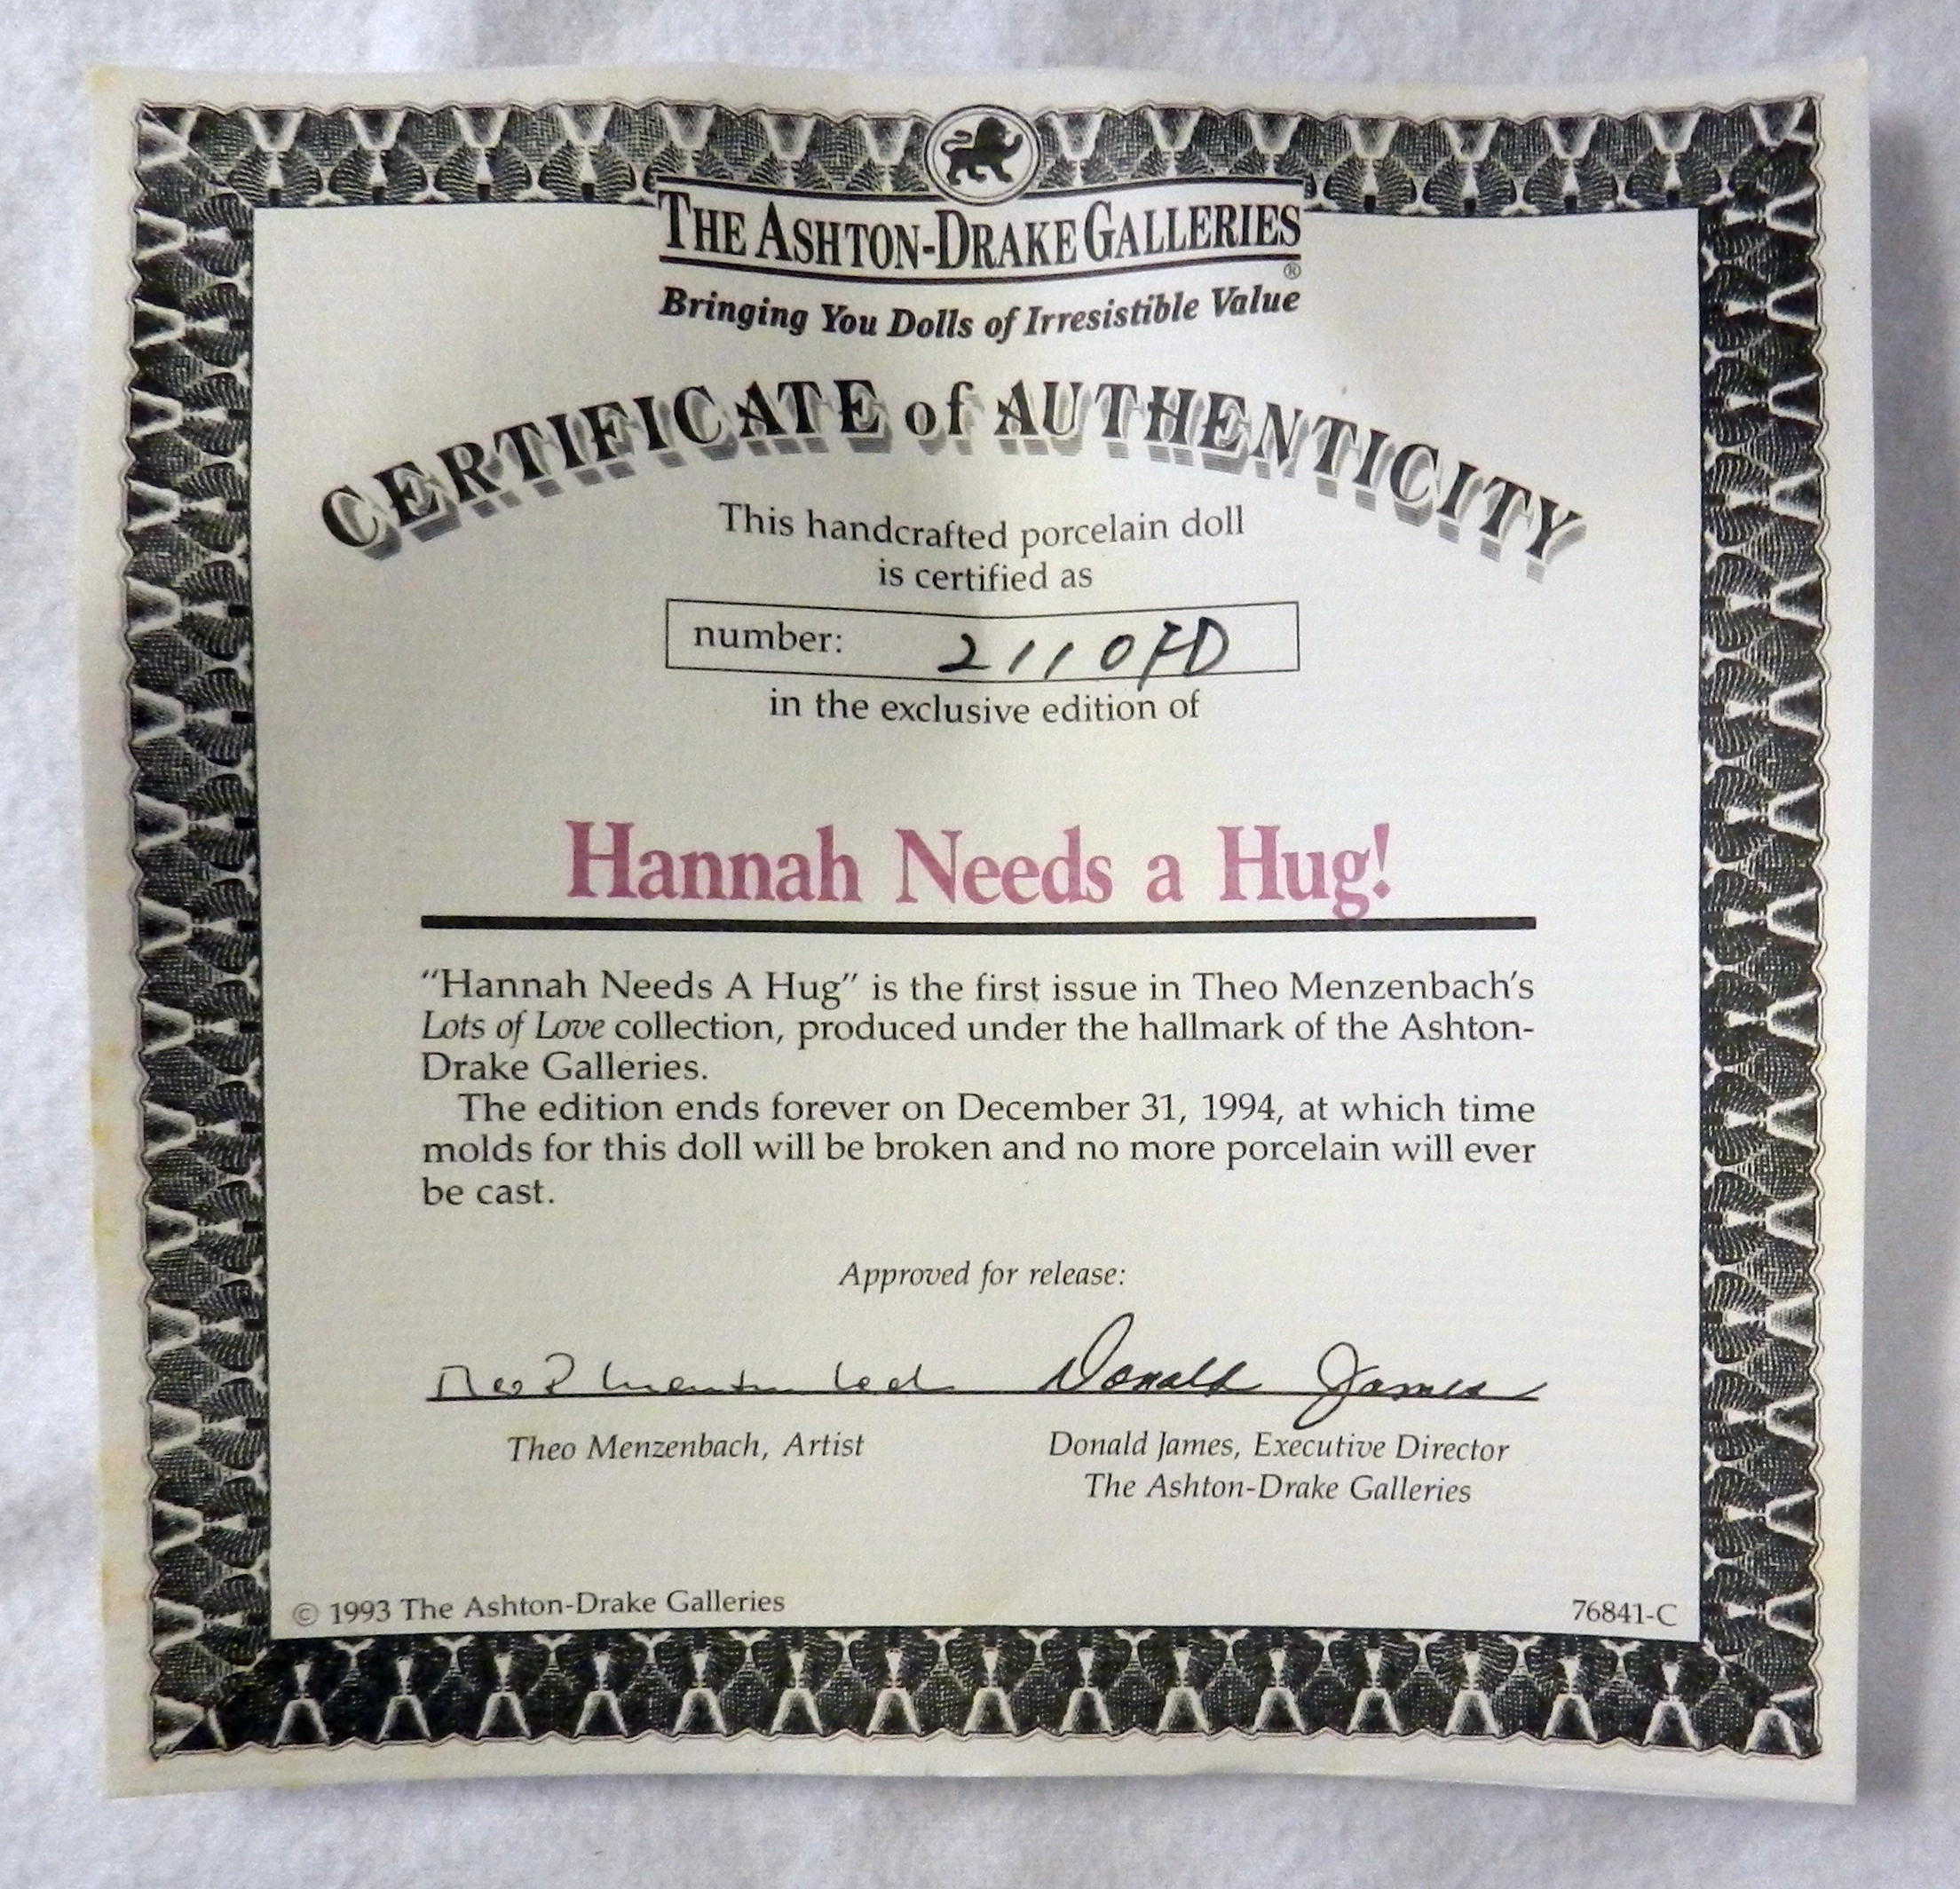 THE ASHTON-DRAKE GALLERIES
®
Bringing You Dolls of Irresistible Value
CERTIFICATE of AUTHENTICITY
This handcrafted porcelain doll
is certified as
number: 2110FD
in the exclusive edition of
Hannah Needs a Hug!
“Hannah Needs A Hug” is the first issue in Theo Menzenbach’s
Lots of Love collection, produced under the hallmark of the Ashton-
Drake Galleries.
The edition ends forever on December 31, 1994, at which time
molds for this doll will be broken and no more porcelain will ever
be cast.
Approved for release:
Donald James
Theo Menzenbach, Artist
Donald James, Executive Director
The Ashton-Drake Galleries
© 1993 The Ashton-Drake Galleries
76841-C